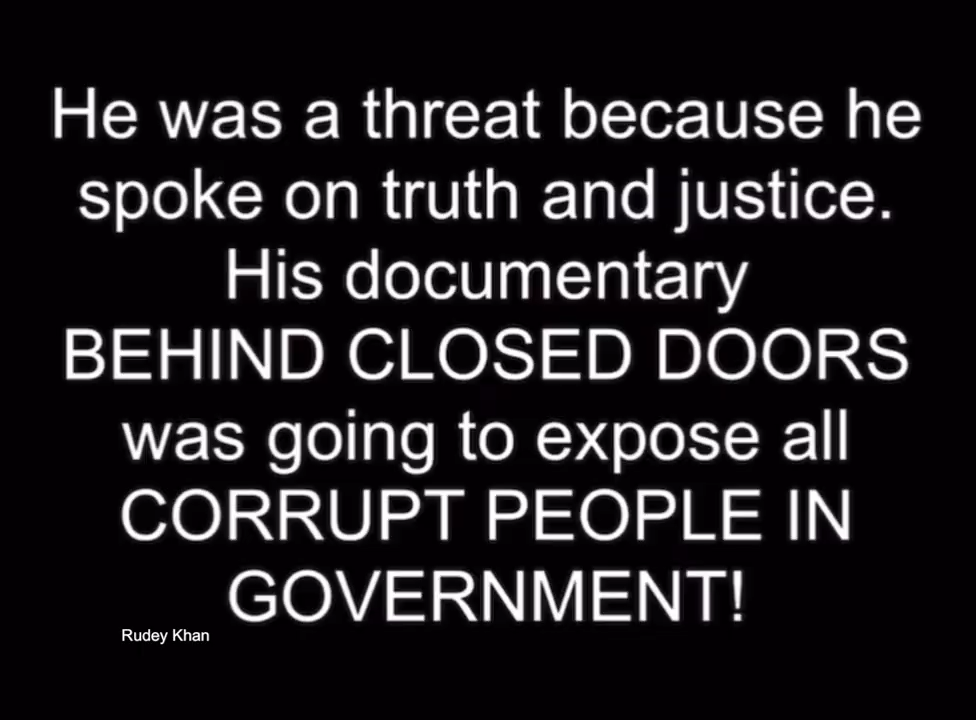 He was a threat because he
spoke on truth and justice.
His documentary
BEHIND CLOSED DOORS
was going to expose all
CORRUPT PEOPLE IN
GOVERNMENT!
Rudey Khan